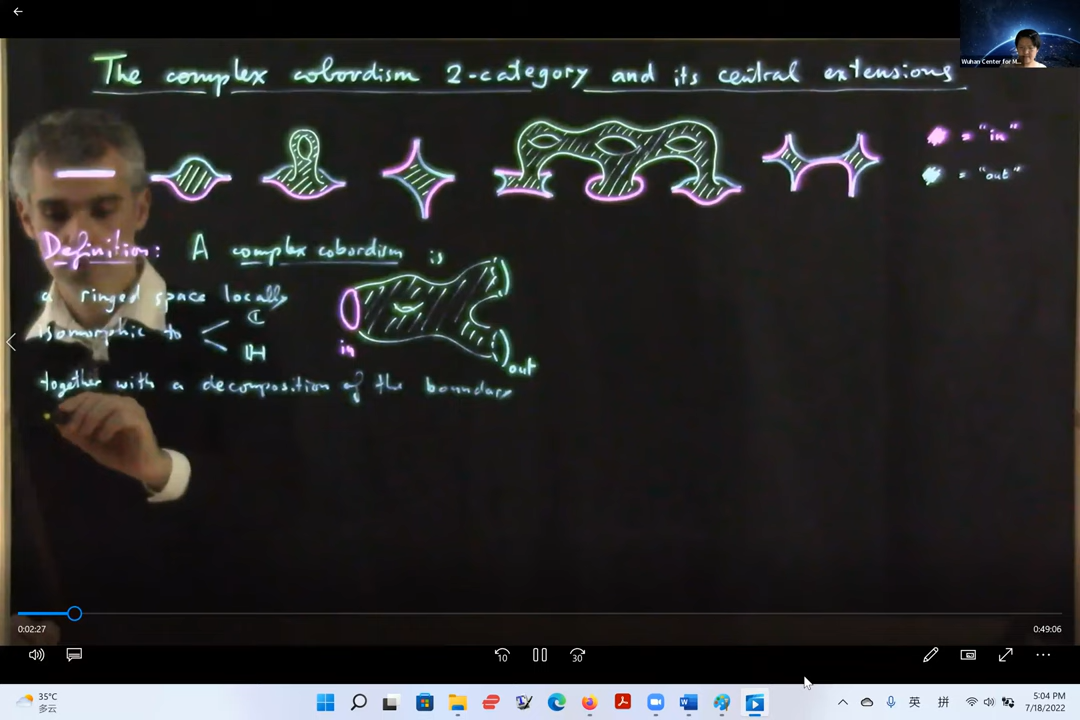 Wuhan Center for M...
The complex cobordism 2-category and its central extensions
= "in"
= "out"
Definition: A complex cobordism is
a ringed space locally
isomorphic to < ℂ
ℍ
in
out
together with a decomposition of the boundary
0:02:27
0:49:06
10
30
35°C
多云
英
拼
5:04 PM
7/18/2022